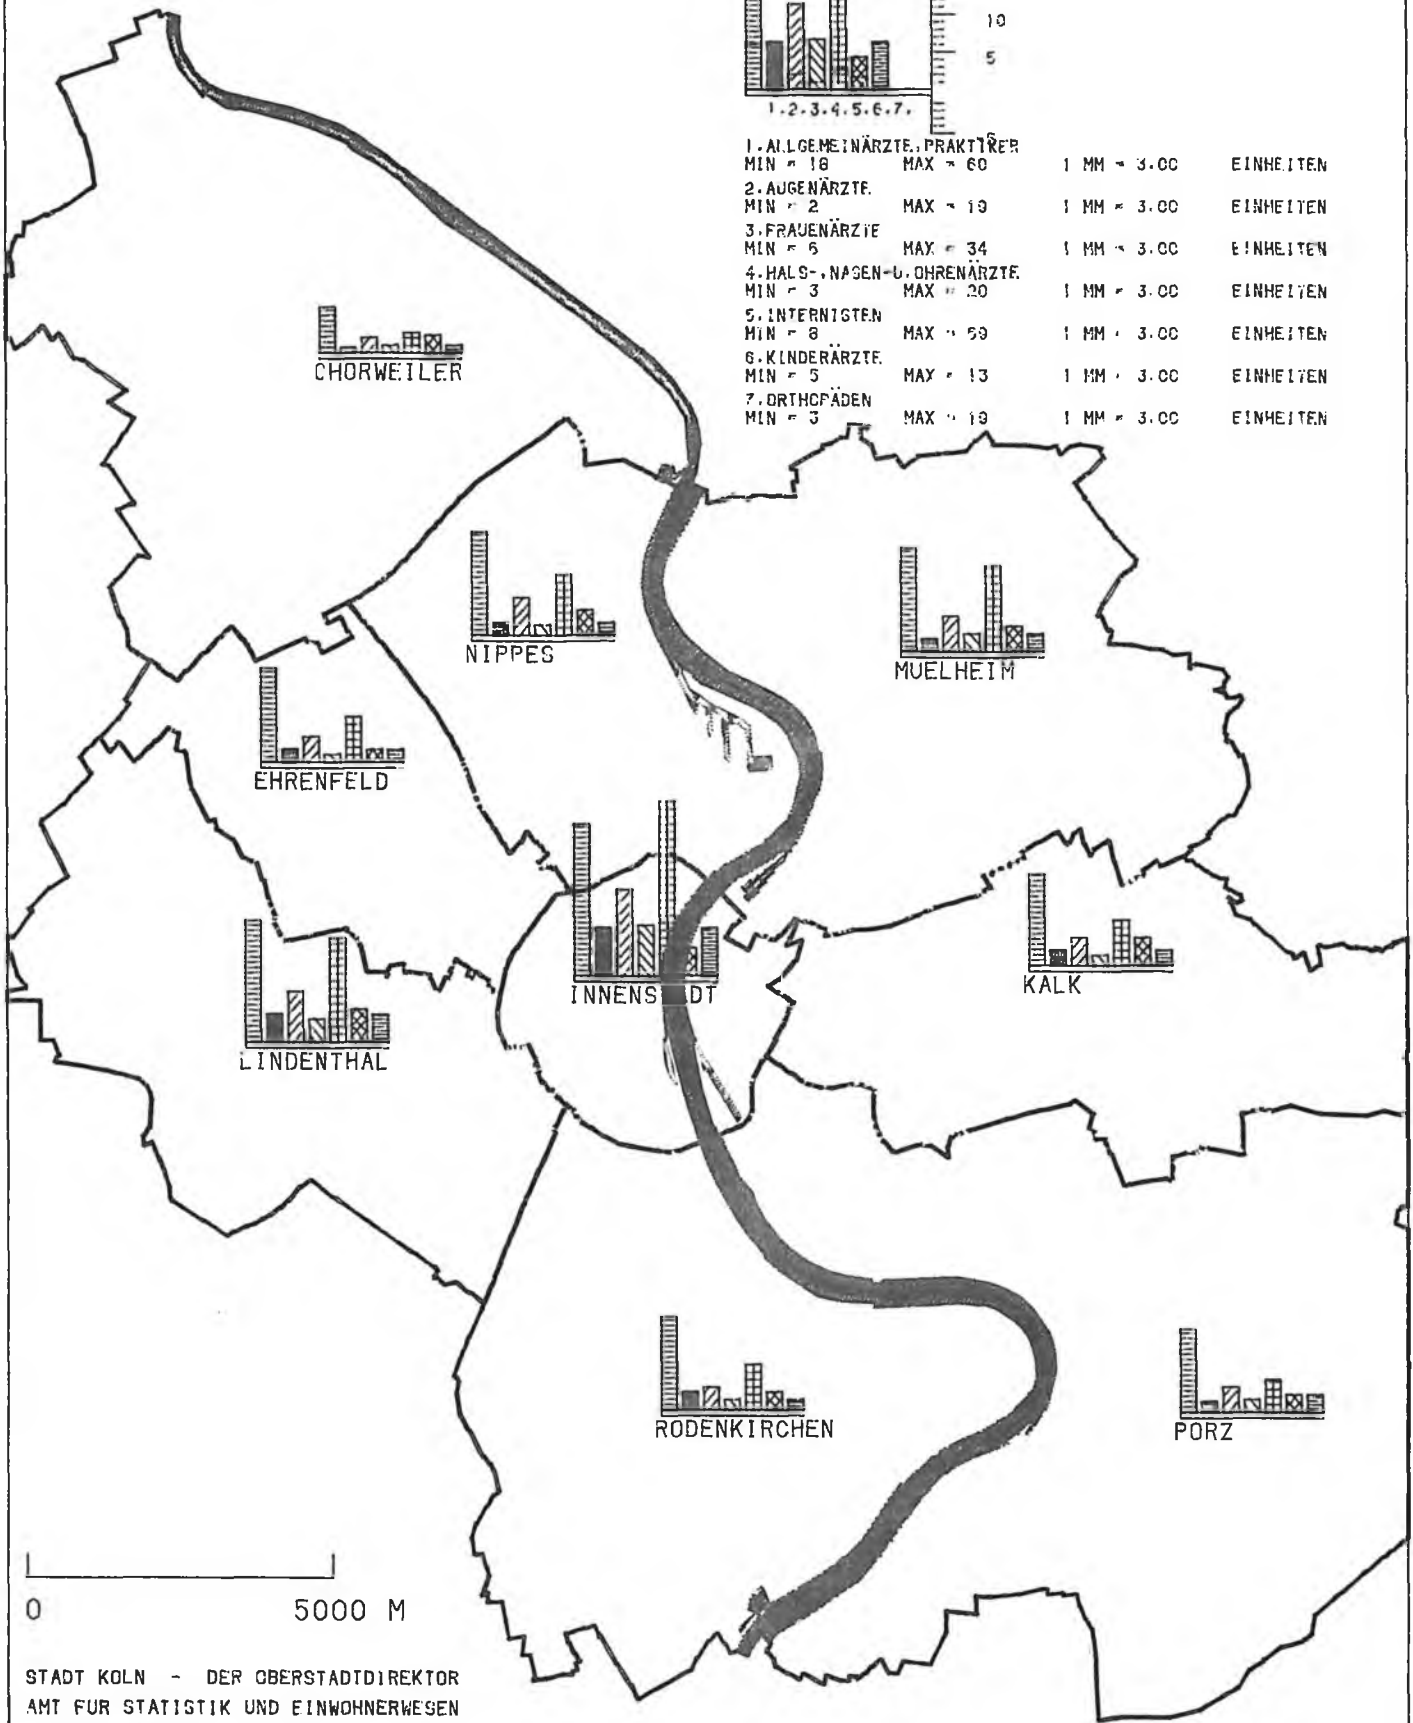 10
5
1.2.3.4.5.6.7.
1.ALLGEMEINÄRZTE,PRAKTIKER
MIN = 18 MAX = 60 1 MM = 3.00 EINHEITEN
2.AUGENÄRZTE
MIN = 2 MAX = 19 1 MM = 3.00 EINHEITEN
3.FRAUENÄRZTE
MIN = 6 MAX = 34 1 MM = 3.00 EINHEITEN
4.HALS-,NASEN-U.OHRENÄRZTE
MIN = 3 MAX = 20 1 MM = 3.00 EINHEITEN
5.INTERNISTEN
MIN = 8 MAX = 69 1 MM = 3.00 EINHEITEN
6.KINDERÄRZTE
MIN = 5 MAX = 13 1 MM = 3.00 EINHEITEN
7.ORTHOPÄDEN
MIN = 3 MAX = 19 1 MM = 3.00 EINHEITEN
CHORWEILER
NIPPES
MUELHEIM
EHRENFELD
INNENSTADT
KALK
LINDENTHAL
RODENKIRCHEN
PORZ
0 5000 M
STADT KOLN - DER OBERSTADTDIREKTOR
AMT FUR STATISTIK UND EINWOHNERWESEN